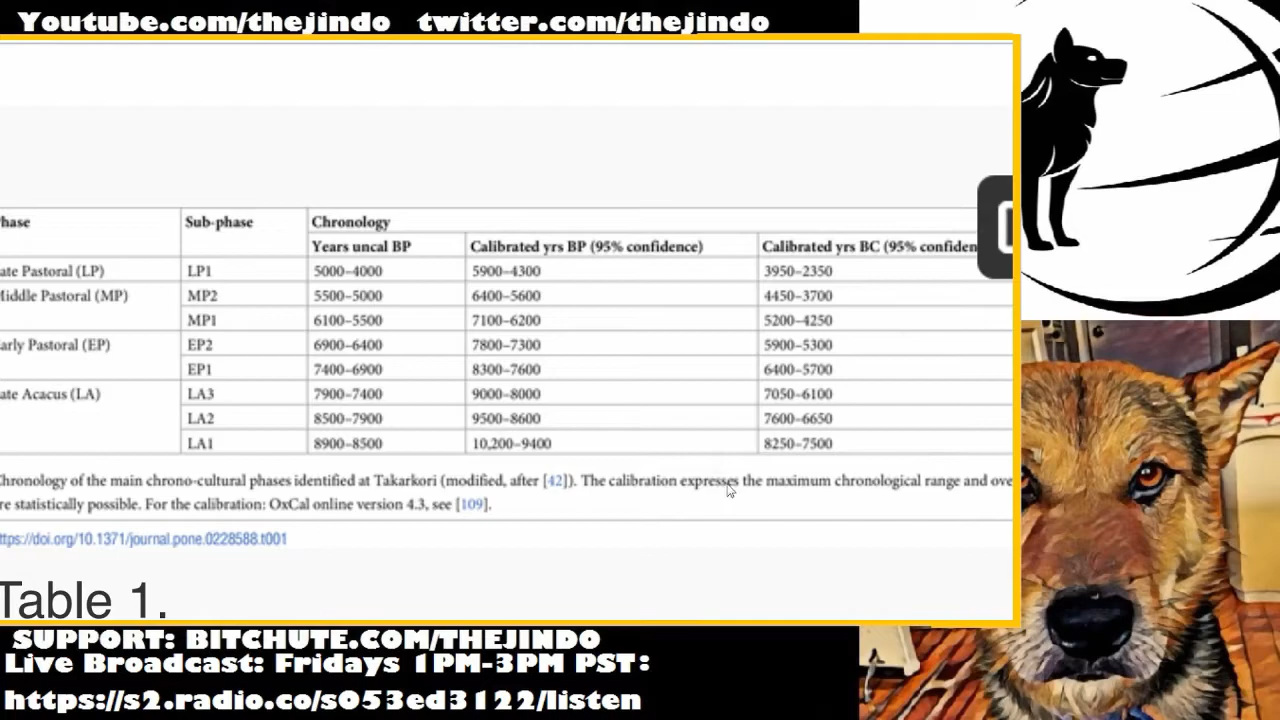 Youtube.com/thejindo twitter.com/thejindo
hase Sub-phase Chronology
Years uncal BP Calibrated yrs BP (95% confidence) Calibrated yrs BC (95% confiden
ate Pastoral (LP) LP1 5000–4000 5900–4300 3950–2350
Middle Pastoral (MP) MP2 5500–5000 6400–5600 4450–3700
MP1 6100–5500 7100–6200 5200–4250
arly Pastoral (EP) EP2 6900–6400 7800–7300 5900–5300
EP1 7400–6900 8300–7600 6400–5700
ate Acacus (LA) LA3 7900–7400 9000–8000 7050–6100
LA2 8500–7900 9500–8600 7600–6650
LA1 8900–8500 10,200–9400 8250–7500
Chronology of the main chrono-cultural phases identified at Takarkori (modified, after [42]). The calibration expresses the maximum chronological range and ove
re statistically possible. For the calibration: OxCal online version 4.3, see [109].
ttps://doi.org/10.1371/journal.pone.0228588.t001
Table 1.
SUPPORT: BITCHUTE.COM/THEJINDO
Live Broadcast: Fridays 1PM-3PM PST:
https://s2.radio.co/s053ed3122/listen